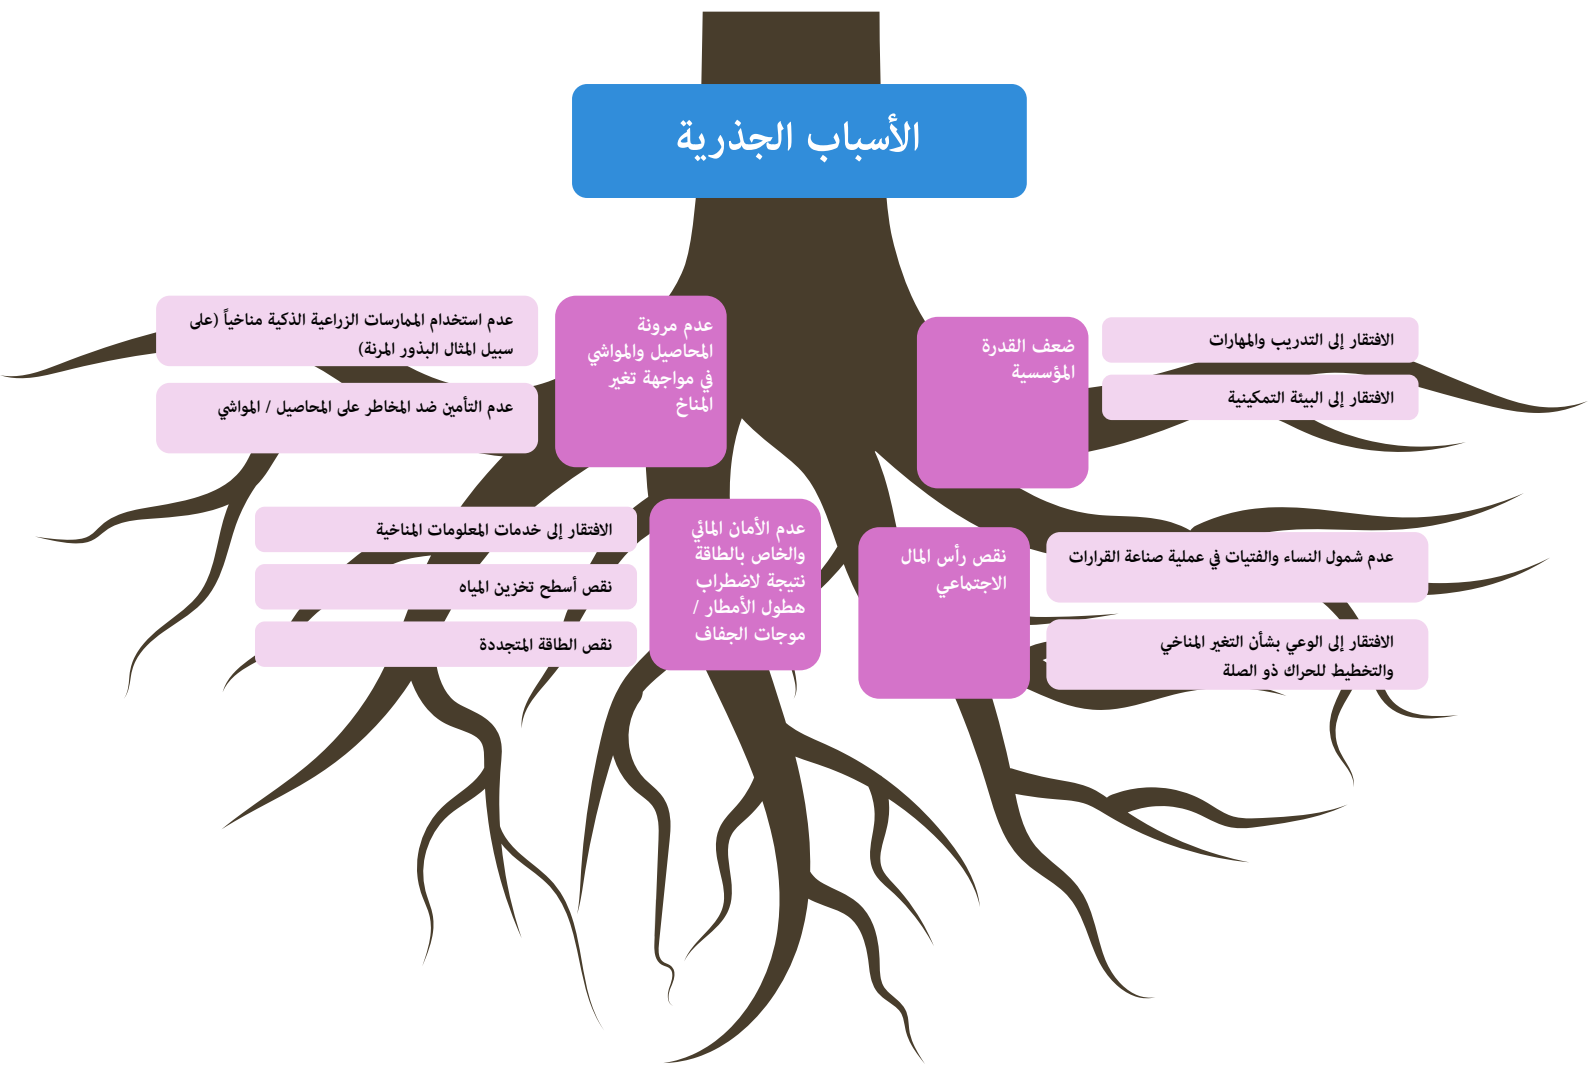 الأسباب الجذرية
ضعف القدرة
المؤسسية
الافتقار إلى التدريب والمهارات
الافتقار إلى البيئة التمكينية
عدم مرونة
المحاصيل والمواشي
في مواجهة تغير
المناخ
عدم استخدام الممارسات الزراعية الذكية مناخياً (على
سبيل المثال البذور المرنة)
عدم التأمين ضد المخاطر على المحاصيل / المواشي
نقص رأس المال
الاجتماعي
عدم شمول النساء والفتيات في عملية صناعة القرارات
الافتقار إلى الوعي بشأن التغير المناخي
والتخطيط للحراك ذو الصلة
عدم الأمان المائي
والخاص بالطاقة
نتيجة لاضطراب
هطول الأمطار /
موجات الجفاف
الافتقار إلى خدمات المعلومات المناخية
نقص أسطح تخزين المياه
نقص الطاقة المتجددة